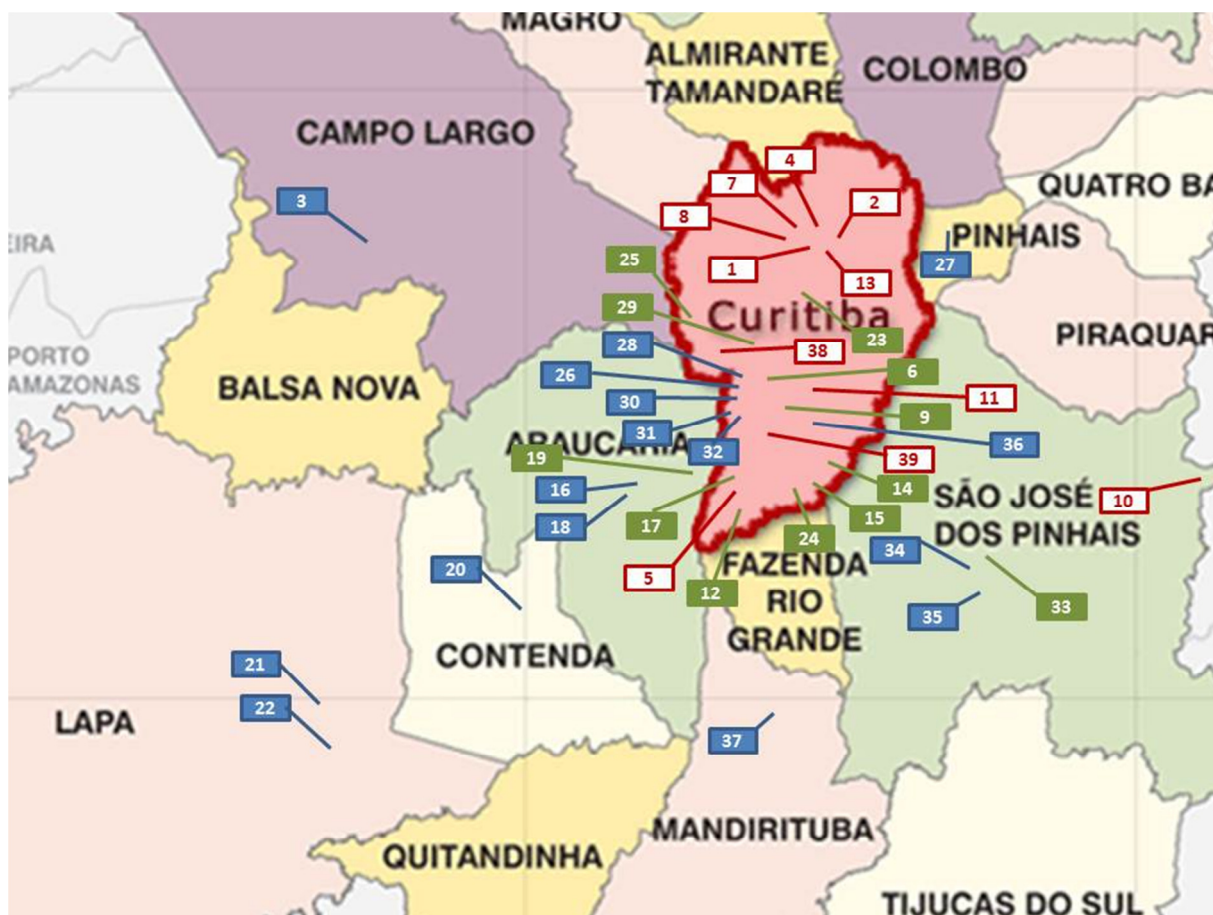 MAGRO
ALMIRANTE
TAMANDARÉ
COLOMBO
CAMPO LARGO
4
7
2
QUATRO BA
3
8
EIRA
PINHAIS
25
1
13
27
29
Curitiba
23
PIRAQUAR
28
38
PORTO
AMAZONAS
BALSA NOVA
26
6
30
11
31
9
ARAUCÁRIA
32
36
19
39
16
14
SÃO JOSÉ
DOS PINHAIS
10
18
17
15
24
34
20
5
FAZENDA
RIO
GRANDE
12
35
33
CONTENDA
21
22
LAPA
37
MANDIRITUBA
QUITANDINHA
TIJUCAS DO SUL